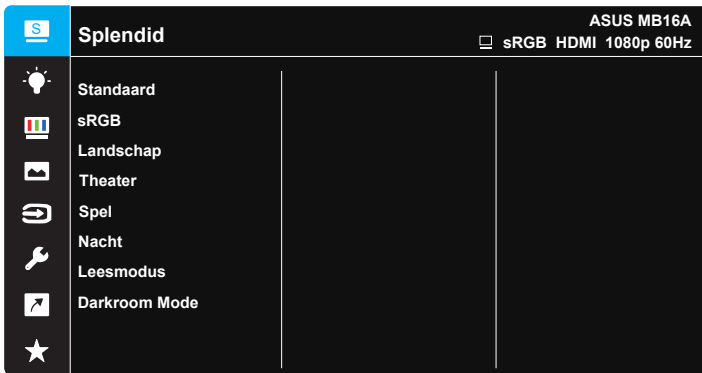 S
Splendid
ASUS MB16A
sRGB HDMI 1080p 60Hz
Standaard
sRGB
Landschap
Theater
Spel
Nacht
Leesmodus
Darkroom Mode